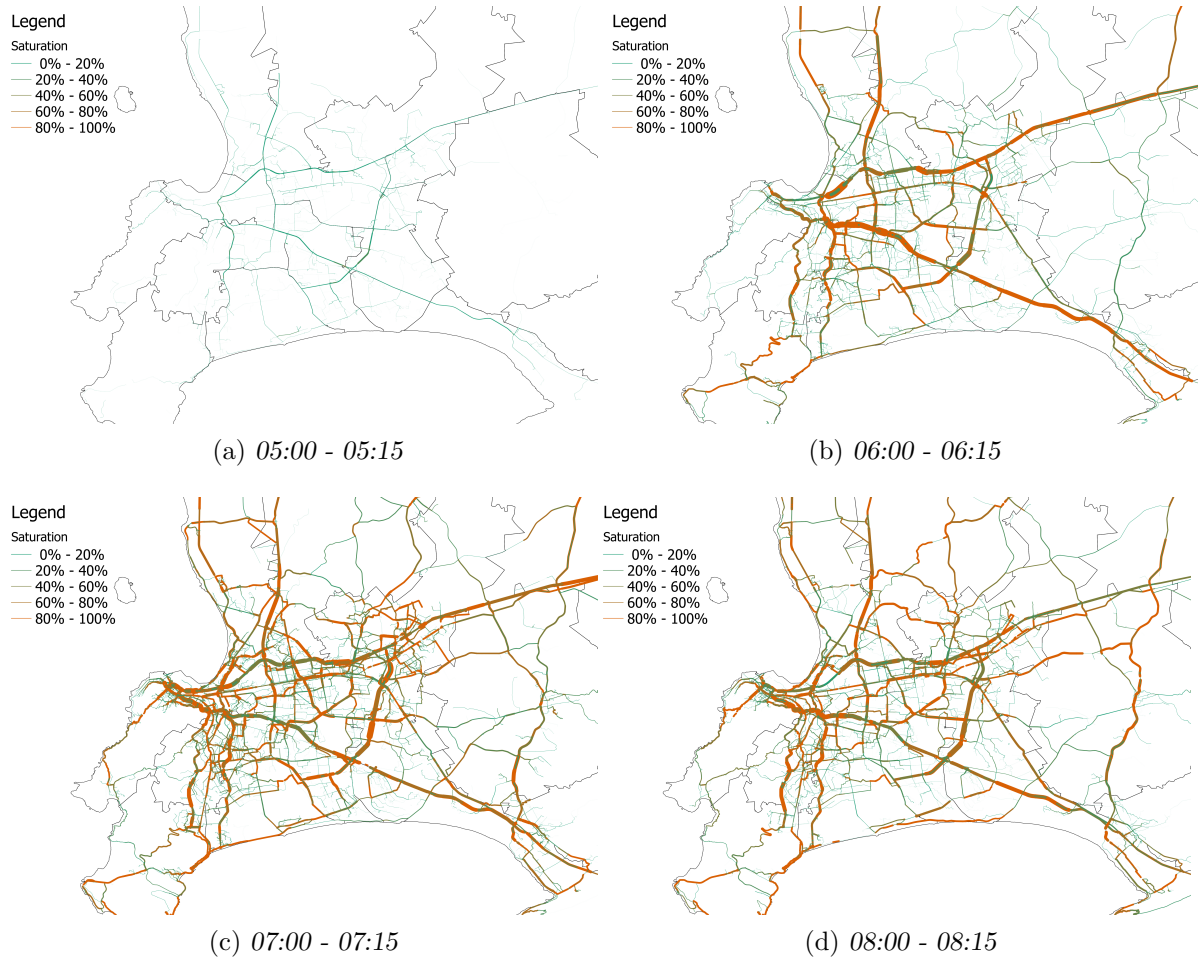 Legend
Saturation
0% - 20%
20% - 40%
40% - 60%
60% - 80%
80% - 100%
(a) 05:00 - 05:15
Legend
Saturation
0% - 20%
20% - 40%
40% - 60%
60% - 80%
80% - 100%
(b) 06:00 - 06:15
Legend
Saturation
0% - 20%
20% - 40%
40% - 60%
60% - 80%
80% - 100%
(c) 07:00 - 07:15
Legend
Saturation
0% - 20%
20% - 40%
40% - 60%
60% - 80%
80% - 100%
(d) 08:00 - 08:15